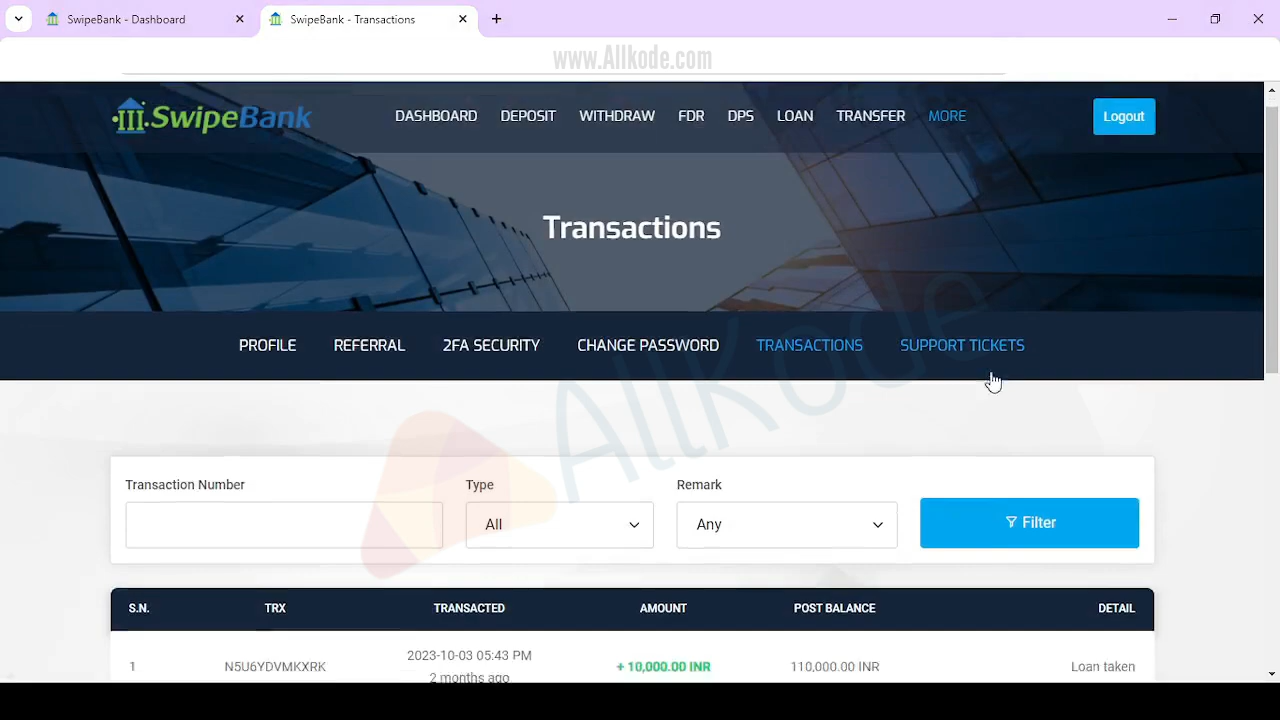 SwipeBank - Dashboard
SwipeBank - Transactions
www.Allkode.com
SwipeBank
DASHBOARD DEPOSIT WITHDRAW FDR DPS LOAN TRANSFER MORE
Logout
Transactions
PROFILE REFERRAL 2FA SECURITY CHANGE PASSWORD TRANSACTIONS SUPPORT TICKETS
AllKode
Transaction Number Type Remark
All Any Filter
S.N. TRX TRANSACTED AMOUNT POST BALANCE DETAIL
2023-10-03 05:43 PM
1 N5U6YDVMKXRK + 10,000.00 INR 110,000.00 INR Loan taken
2 months ago